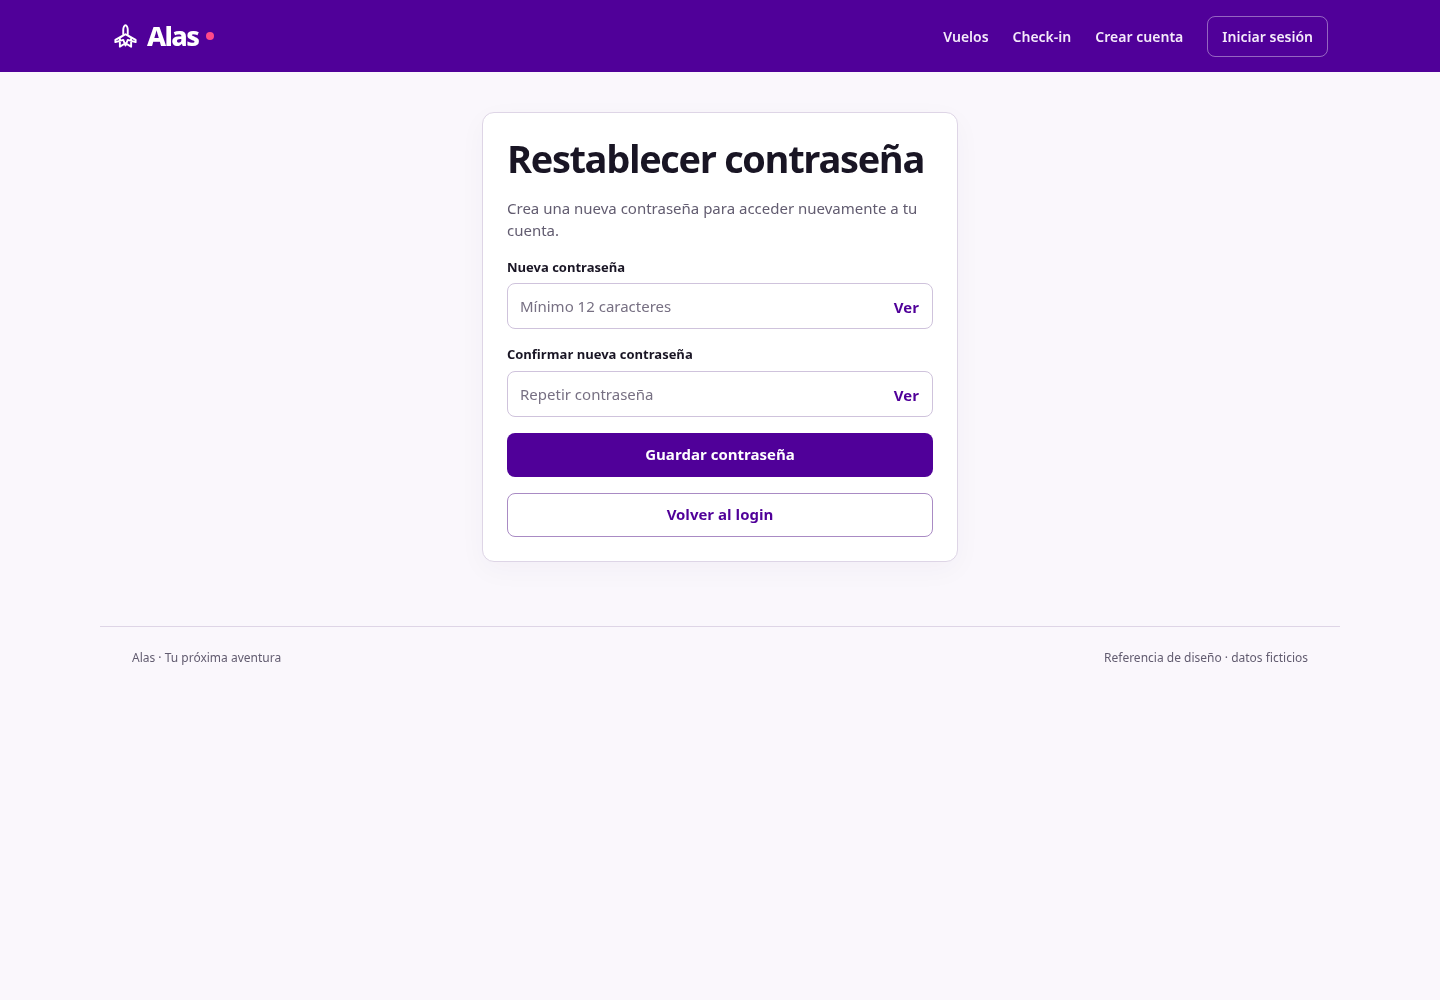 Alas
Vuelos
Check-in
Crear cuenta
Iniciar sesión
Restablecer contraseña
Crea una nueva contraseña para acceder nuevamente a tu
cuenta.
Nueva contraseña
Mínimo 12 caracteres
Ver
Confirmar nueva contraseña
Repetir contraseña
Ver
Guardar contraseña
Volver al login
Alas · Tu próxima aventura
Referencia de diseño · datos ficticios